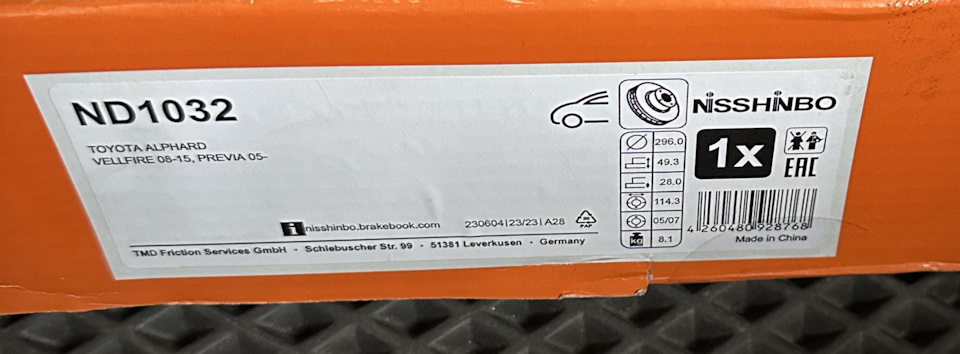 ND1032
TOYOTA ALPHARD
VELLFIRE 08-15, PREVIA 05-
i nisshinbo.brakebook.com
230604|23/23|A28
PAP
TMD Friction Services GmbH - Schlebuscher Str. 99 - 51381 Leverkusen - Germany
296,0
49,3
28,0
114.3
05/07
kg 8.1
NiSSHiNBO
1x
EAC
4 260480 928768
Made in China